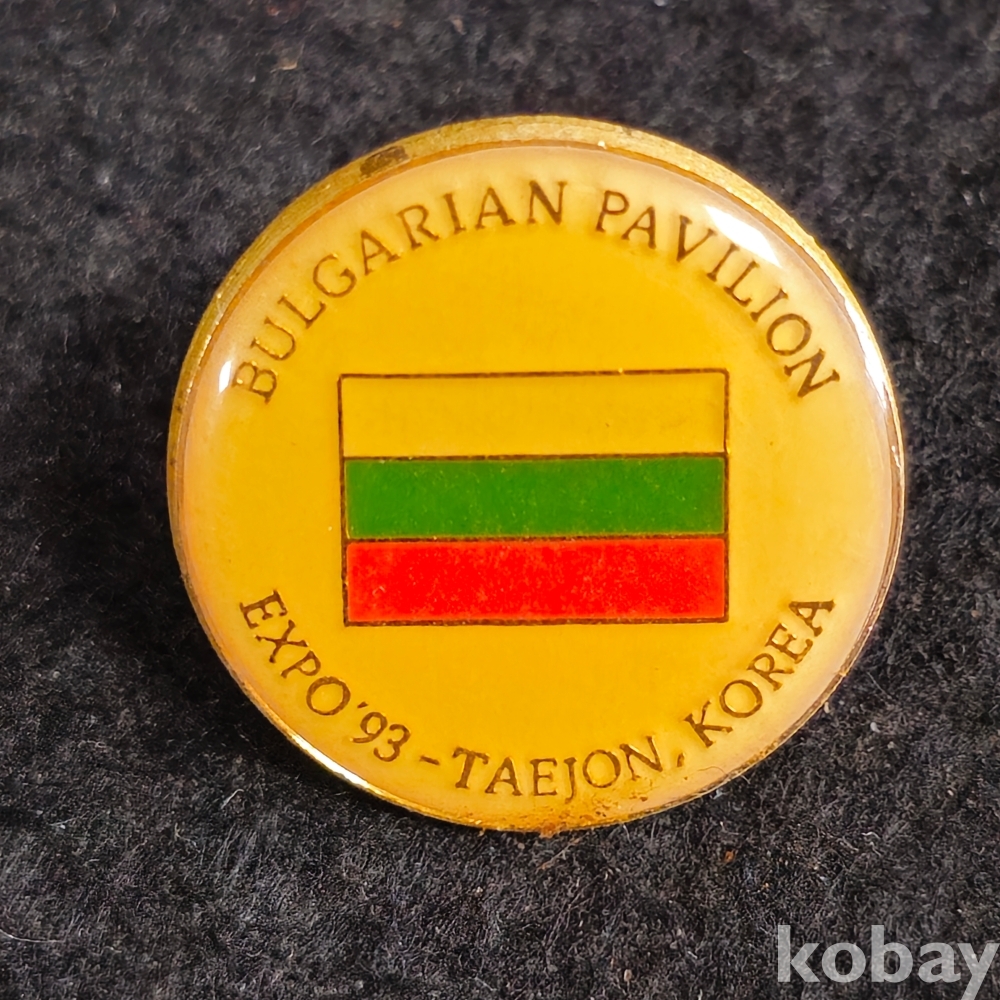 BULGARIAN PAVILION
EXPO '93 - TAEJON, KOREA
kobay